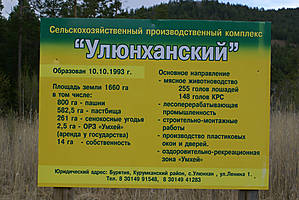 Сельскохозяйственный производственный комплекс
"Улюнханский"
Образован 10.10.1993 г.
Площадь земли 1660 га
в том числе:
800 га - пашни
582,5 га - пастбища
261 га - сенокосные угодья
2,5 га - ОРЗ "Умхей"
(аренда у государства)
14 га - собственность
Основное направление
- мясное животноводство
255 голов лошадей
148 голов КРС
- лесоперерабатывающая
промышленность
- строительно-монтажные
работы
- производство пластиковых
окон и дверей.
- оздоровительно-рекреационная
зона "Умхей"
Юридический адрес: Бурятия, Курумканский район, с.Улюнхан, ул.Ленина 1.,
Тел. 8 30149 91548, 8 30149 41283